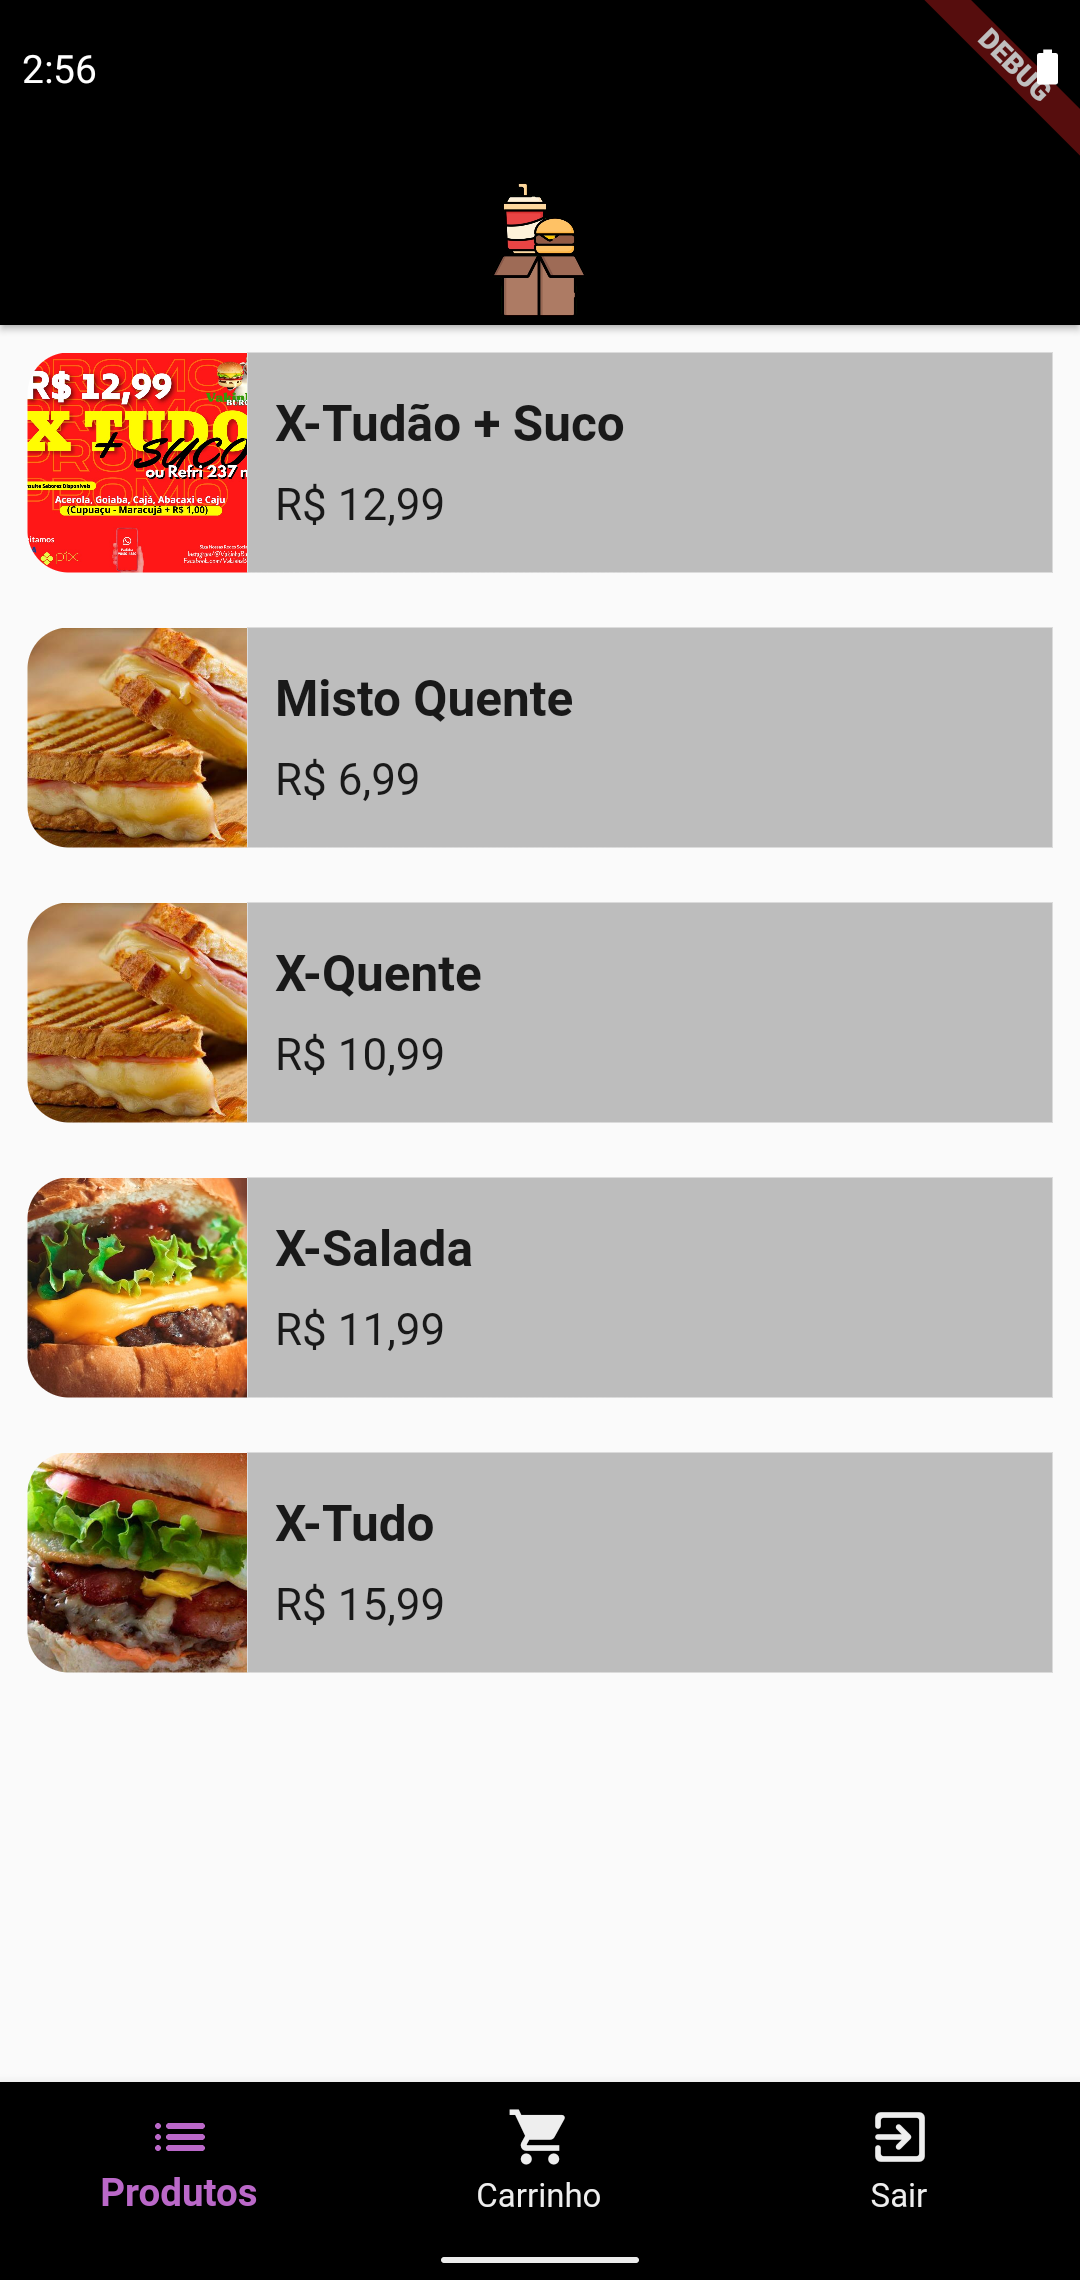 2:56
DEBUG
R$ 12,99
X TUDO
+ SUCO
ou Refri 237
Acerola, Goiaba, Cajá, Abacaxi e Caju
(Cupuaçu - Maracujá + R$ 1,00)
pix
X-Tudão + Suco
R$ 12,99
Misto Quente
R$ 6,99
X-Quente
R$ 10,99
X-Salada
R$ 11,99
X-Tudo
R$ 15,99
Produtos
Carrinho
Sair